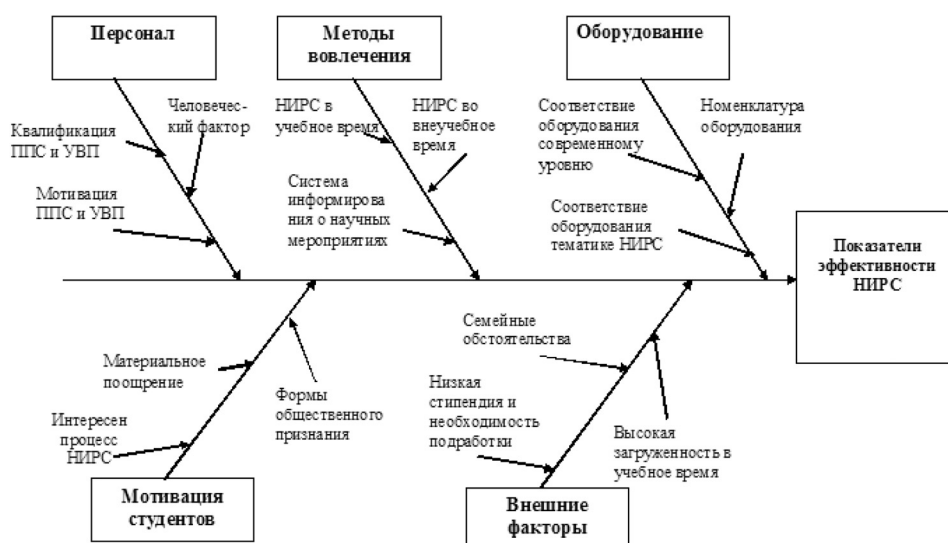 Персонал
Методы
вовлечения
Оборудование
Человечес-
кий фактор
Квалификация
ППС и УВП
Мотивация
ППС и УВП
НИРС в
учебное время
НИРС во
внеучебное
время
Система
информирова
ния о научных
мероприятиях
Соответствие
оборудования
современному
уровню
Номенклатура
оборудования
Соответствие
оборудования
тематике НИРС
Показатели
эффективности
НИРС
Материальное
поощрение
Интересен
процесс
НИРС
Формы
общественного
признания
Мотивация
студентов
Семейные
обстоятельства
Низкая
стипендия и
необходимость
подработки
Высокая
загруженность в
учебное время
Внешние
факторы